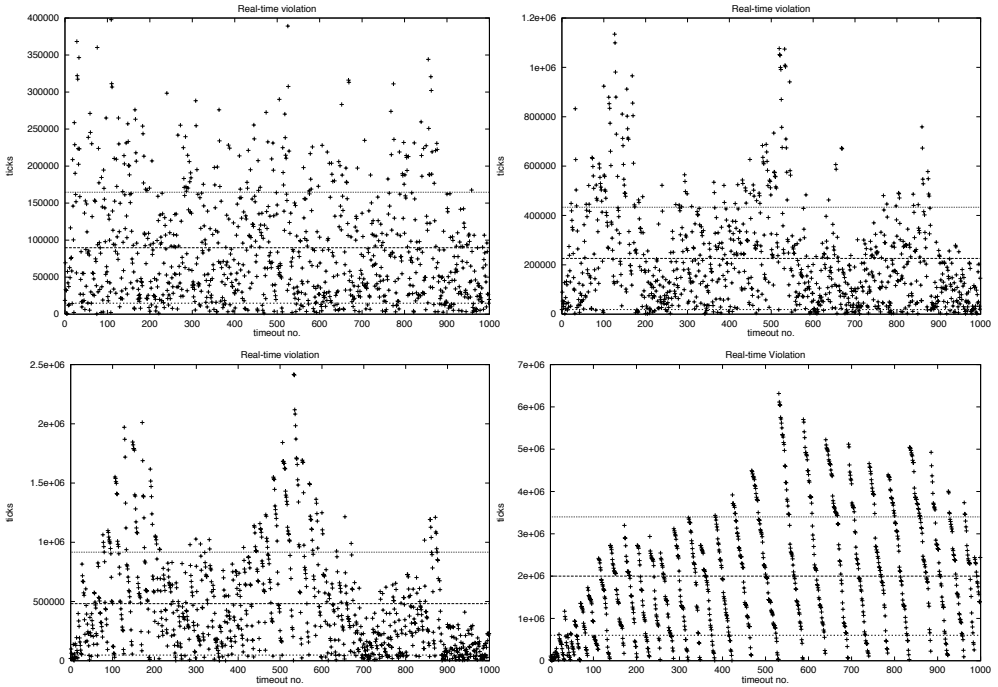 Real-time violation
400000
350000
300000
250000
200000
150000
100000
50000
0
ticks
0 100 200 300 400 500 600 700 800 900 1000
timeout no.
Real-time violation
1.2e+06
1e+06
800000
600000
400000
200000
0
ticks
0 100 200 300 400 500 600 700 800 900 1000
timeout no.
Real-time violation
2.5e+06
2e+06
1.5e+06
1e+06
500000
0
ticks
0 100 200 300 400 500 600 700 800 900 1000
timeout no.
Real-time Violation
7e+06
6e+06
5e+06
4e+06
3e+06
2e+06
1e+06
0
ticks
0 100 200 300 400 500 600 700 800 900 1000
timeout no.